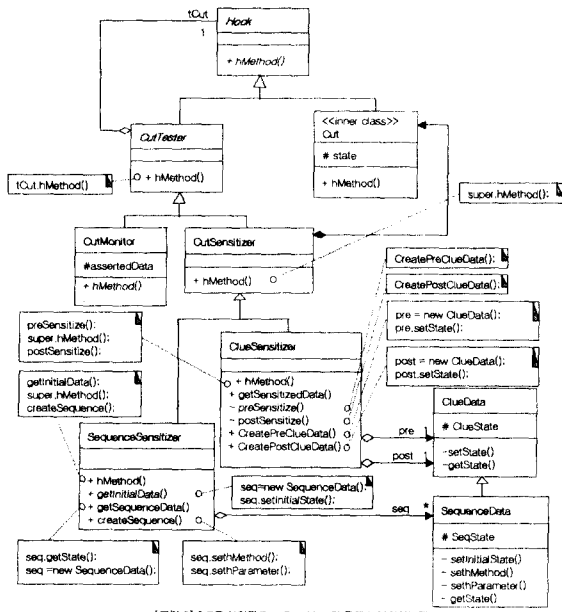 Hook
+ hMethod()
tCut
1
CutTester
+ hMethod()
tCut.hMethod()
<<inner class>>
Cut
# state
+ hMethod()
super.hMethod();
CutMonitor
#assertedData
+ hMethod()
CutSensitizer
+ hMethod()
CreatePreClueData();
CreatePostClueData();
pre = new ClueData();
pre.setState();
post = new ClueData();
post.setState();
preSensitize();
super.hMethod();
postSensitize();
ClueSensitizer
+ hMethod()
+ getSensitizedData()
- preSensitize()
- postSensitize()
+ CreatePreClueData()
+ CreatePostClueData()
getInitialData();
super.hMethod();
createSequence();
ClueData
# ClueState
-setState()
-getState()
pre
1
post
1
SequenceSensitizer
+ hMethod()
+ getInitialData()
+ getSequenceData()
+ createSequence()
seq=new SequenceData();
seq.setInitialState();
seq
*
SequenceData
# SeqState
- setInitialState()
- sethMethod()
- sethParameter()
- getState()
seq.getState();
seq =new SequenceData();
seq.sethMethod();
seq.sethParameter();